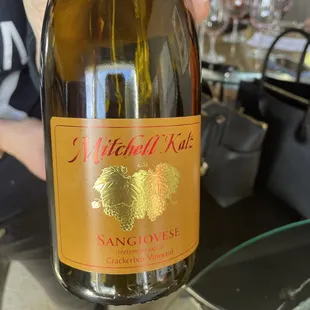 Mitchell Katz
SANGIOVESE
Crackerbox Vineyard